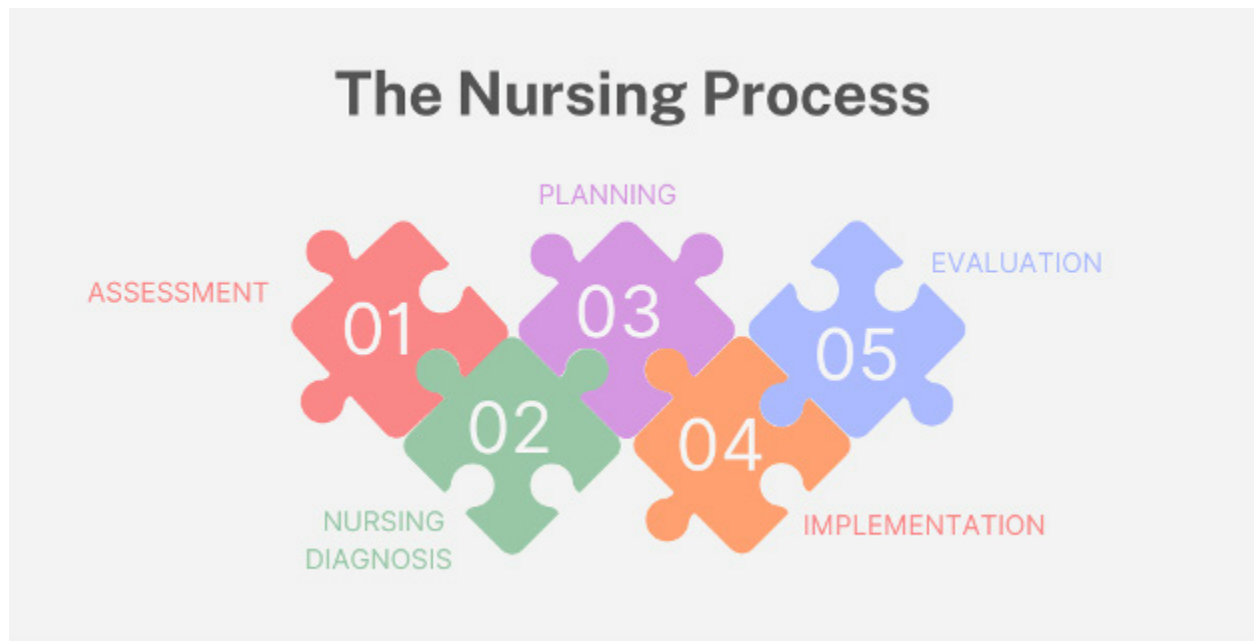 The Nursing Process
ASSESSMENT
01
NURSING
DIAGNOSIS
02
PLANNING
03
IMPLEMENTATION
04
EVALUATION
05